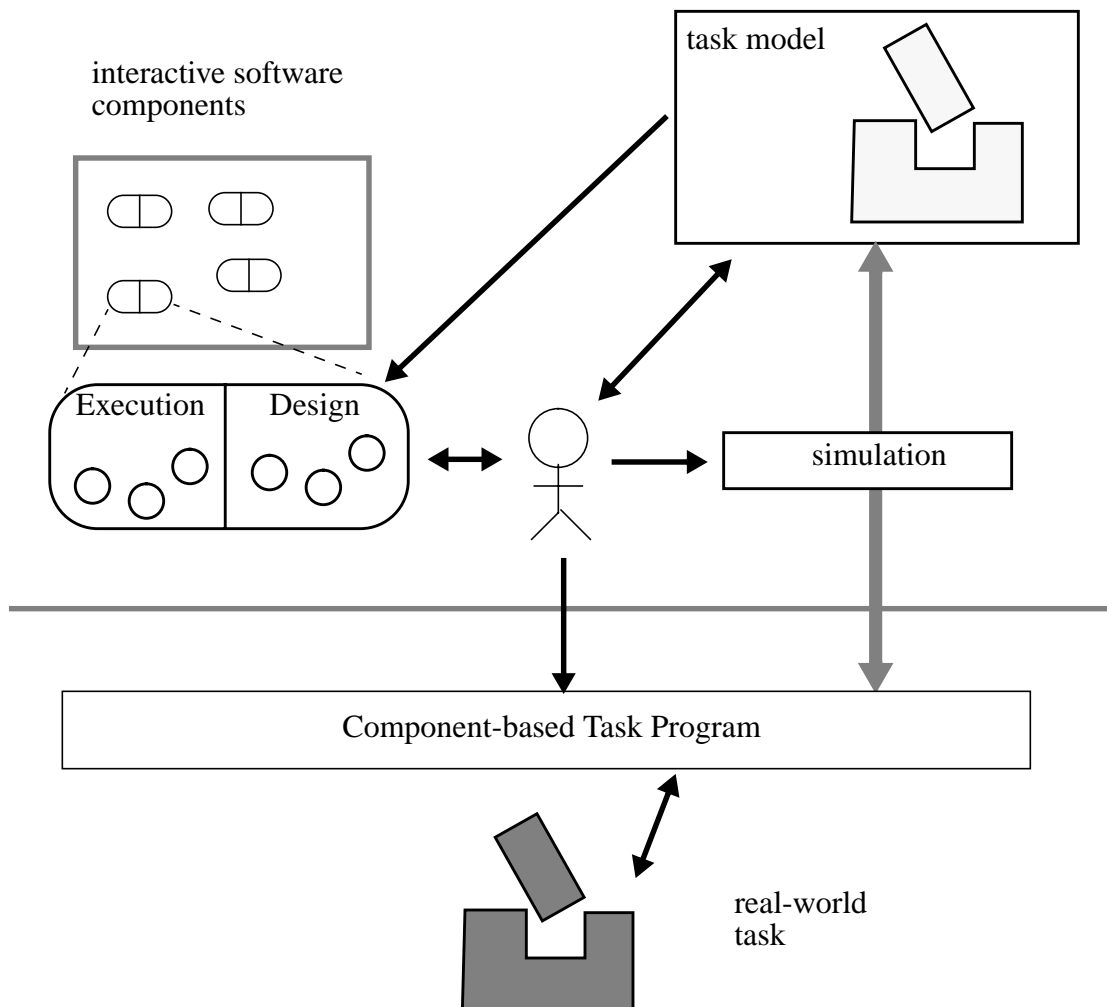 task model
interactive software
components
Execution
Design
simulation
Component-based Task Program
real-world
task